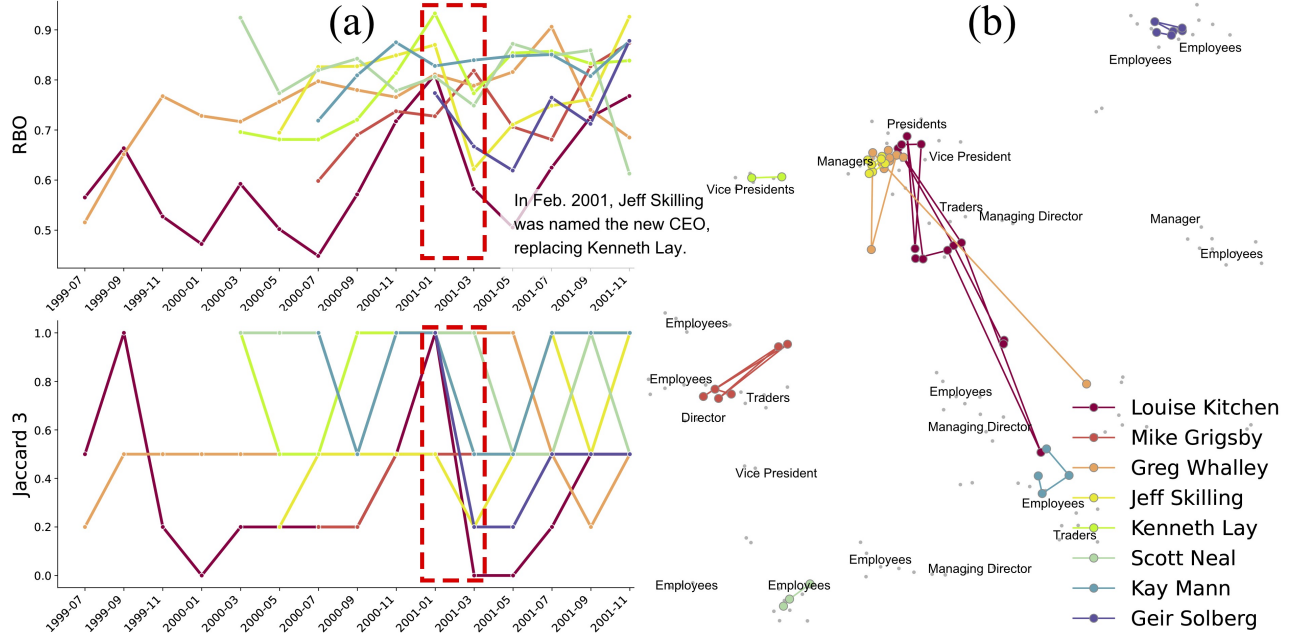 (a)
RBO
0.9
0.8
0.7
0.6
0.5
In Feb. 2001, Jeff Skilling
was named the new CEO,
replacing Kenneth Lay.
1999-07
1999-09
1999-11
2000-01
2000-03
2000-05
2000-07
2000-09
2000-11
2001-01
2001-03
2001-05
2001-07
2001-09
2001-11
Jaccard 3
1.0
0.8
0.6
0.4
0.2
0.0
1999-07
1999-09
1999-11
2000-01
2000-03
2000-05
2000-07
2000-09
2000-11
2001-01
2001-03
2001-05
2001-07
2001-09
2001-11
(b)
Employees
Employees
Presidents
Managers
Vice President
Vice Presidents
Traders
Managing Director
Manager
Employees
Employees
Employees
Traders
Director
Employees
Managing Director
Vice President
Employees
Traders
Employees
Managing Director
Employees
Employees
Louise Kitchen
Mike Grigsby
Greg Whalley
Jeff Skilling
Kenneth Lay
Scott Neal
Kay Mann
Geir Solberg